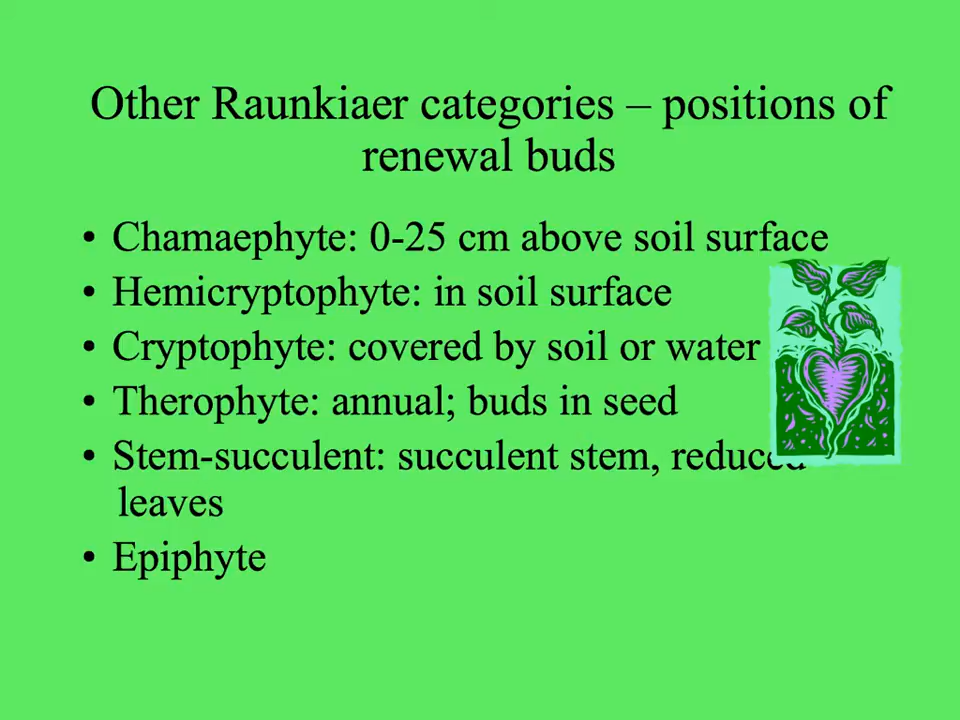 Other Raunkiaer categories – positions of
renewal buds
• Chamaephyte: 0-25 cm above soil surface
• Hemicryptophyte: in soil surface
• Cryptophyte: covered by soil or water
• Therophyte: annual; buds in seed
• Stem-succulent: succulent stem, reduced
leaves
• Epiphyte